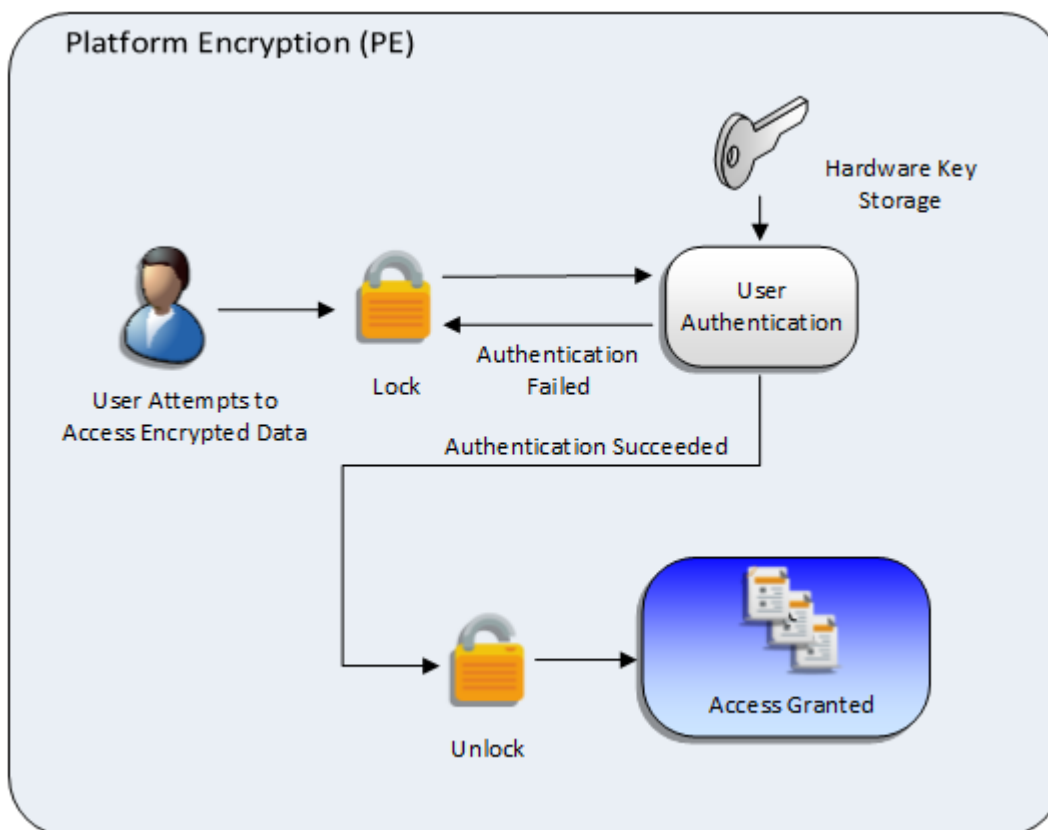 Platform Encryption (PE)
Hardware Key
Storage
User
Authentication
Authentication
Failed
Lock
User Attempts to
Access Encrypted Data
Authentication Succeeded
Access Granted
Unlock